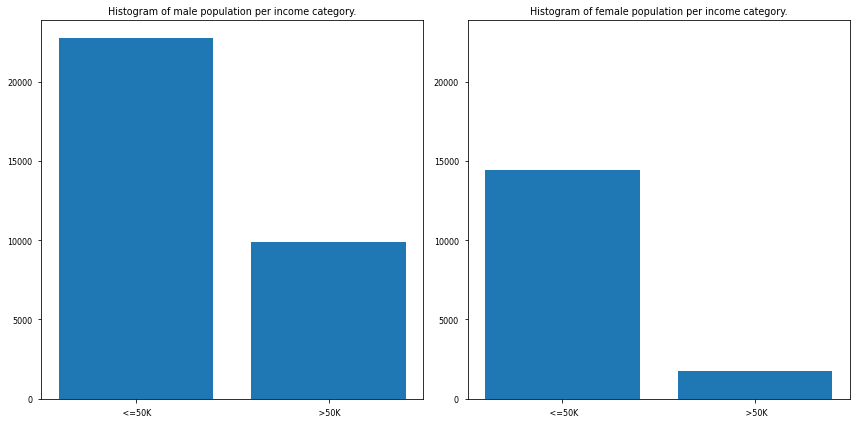 Histogram of male population per income category.
20000
15000
10000
5000
0
<=50K >50K
Histogram of female population per income category.
20000
15000
10000
5000
0
<=50K >50K